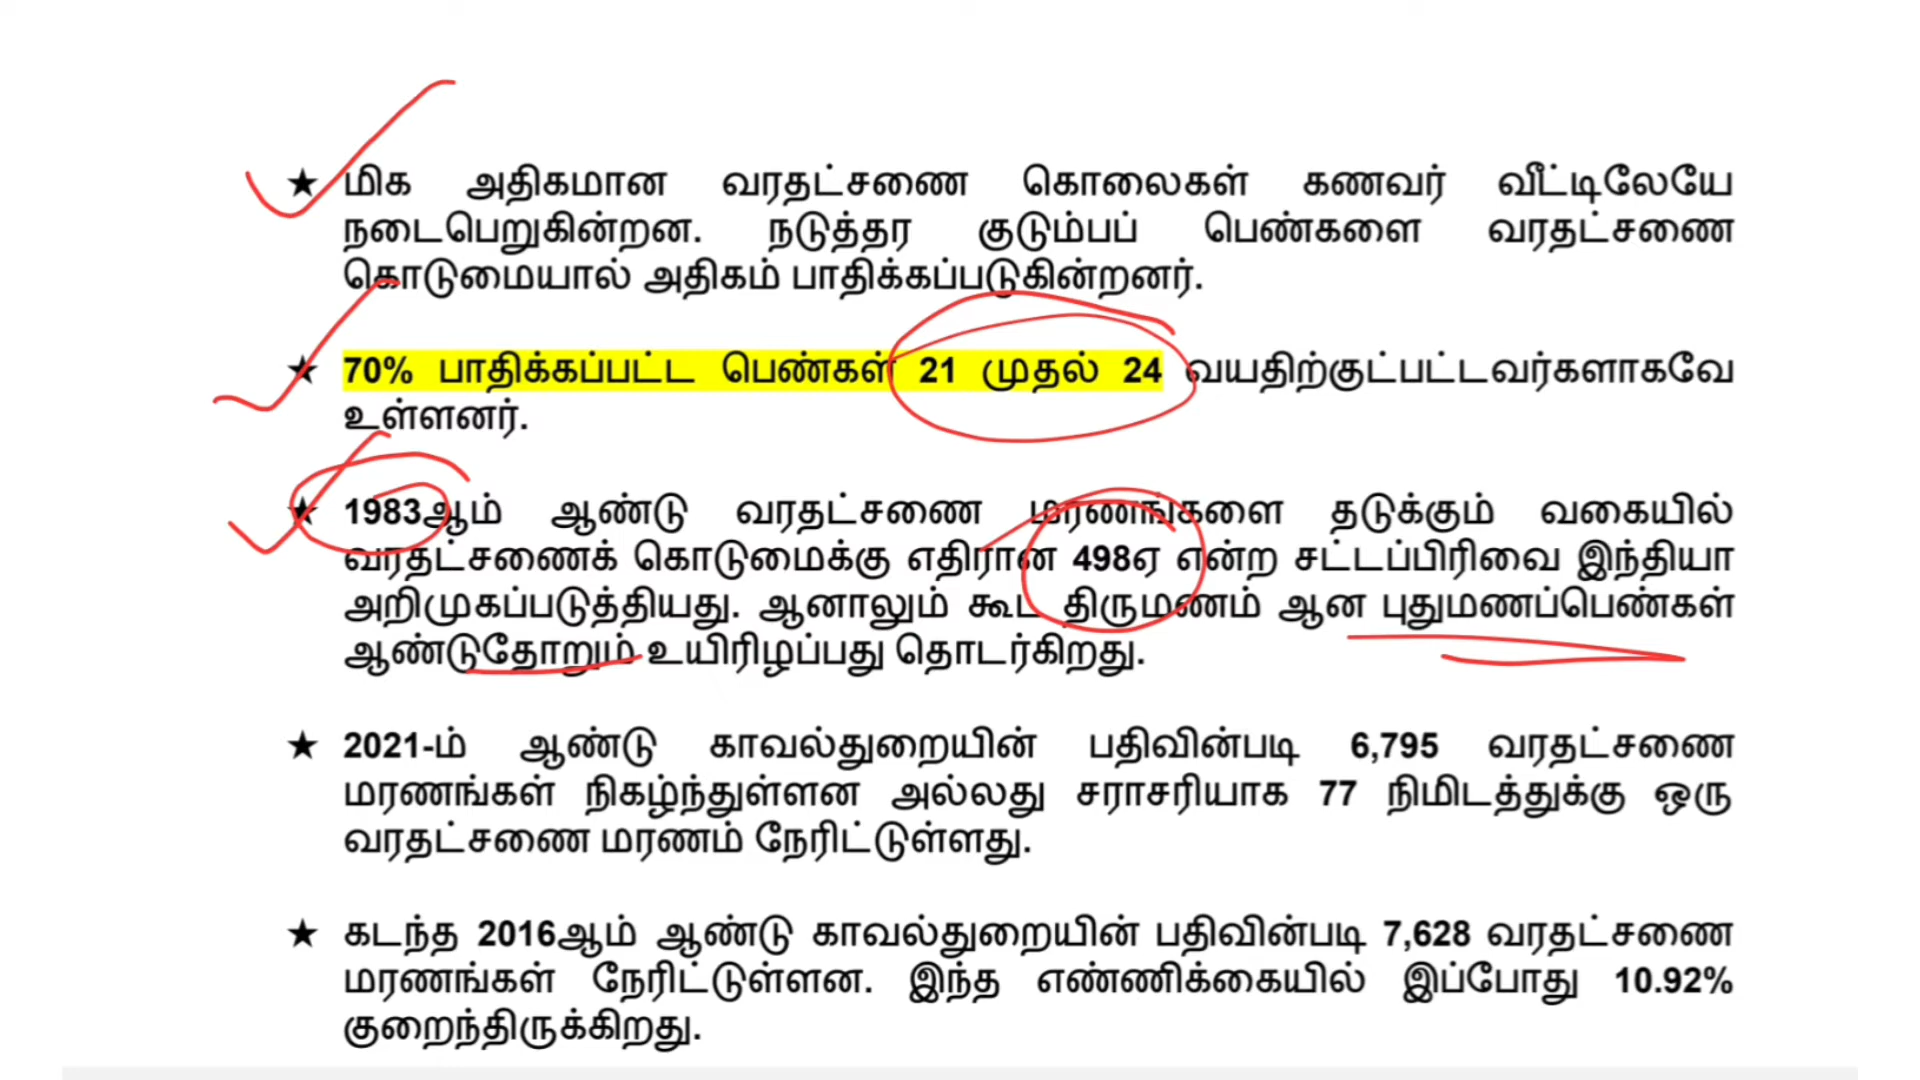 ★ மிக அதிகமான வரதட்சணை கொலைகள் கணவர் வீட்டிலேயே
நடைபெறுகின்றன. நடுத்தர குடும்பப் பெண்களை வரதட்சணை
கொடுமையால் அதிகம் பாதிக்கப்படுகின்றனர்.
★ 70% பாதிக்கப்பட்ட பெண்கள் 21 முதல் 24 வயதிற்குட்பட்டவர்களாகவே
உள்ளனர்.
★ 1983ஆம் ஆண்டு வரதட்சணை மரணங்களை தடுக்கும் வகையில்
வரதட்சணைக் கொடுமைக்கு எதிரான 498ஏ என்ற சட்டப்பிரிவை இந்தியா
அறிமுகப்படுத்தியது. ஆனாலும் கூட திருமணம் ஆன புதுமணப்பெண்கள்
ஆண்டுதோறும் உயிரிழப்பது தொடர்கிறது.
★ 2021-ம் ஆண்டு காவல்துறையின் பதிவின்படி 6,795 வரதட்சணை
மரணங்கள் நிகழ்ந்துள்ளன அல்லது சராசரியாக 77 நிமிடத்துக்கு ஒரு
வரதட்சணை மரணம் நேரிட்டுள்ளது.
★ கடந்த 2016ஆம் ஆண்டு காவல்துறையின் பதிவின்படி 7,628 வரதட்சணை
மரணங்கள் நேரிட்டுள்ளன. இந்த எண்ணிக்கையில் இப்போது 10.92%
குறைந்திருக்கிறது.